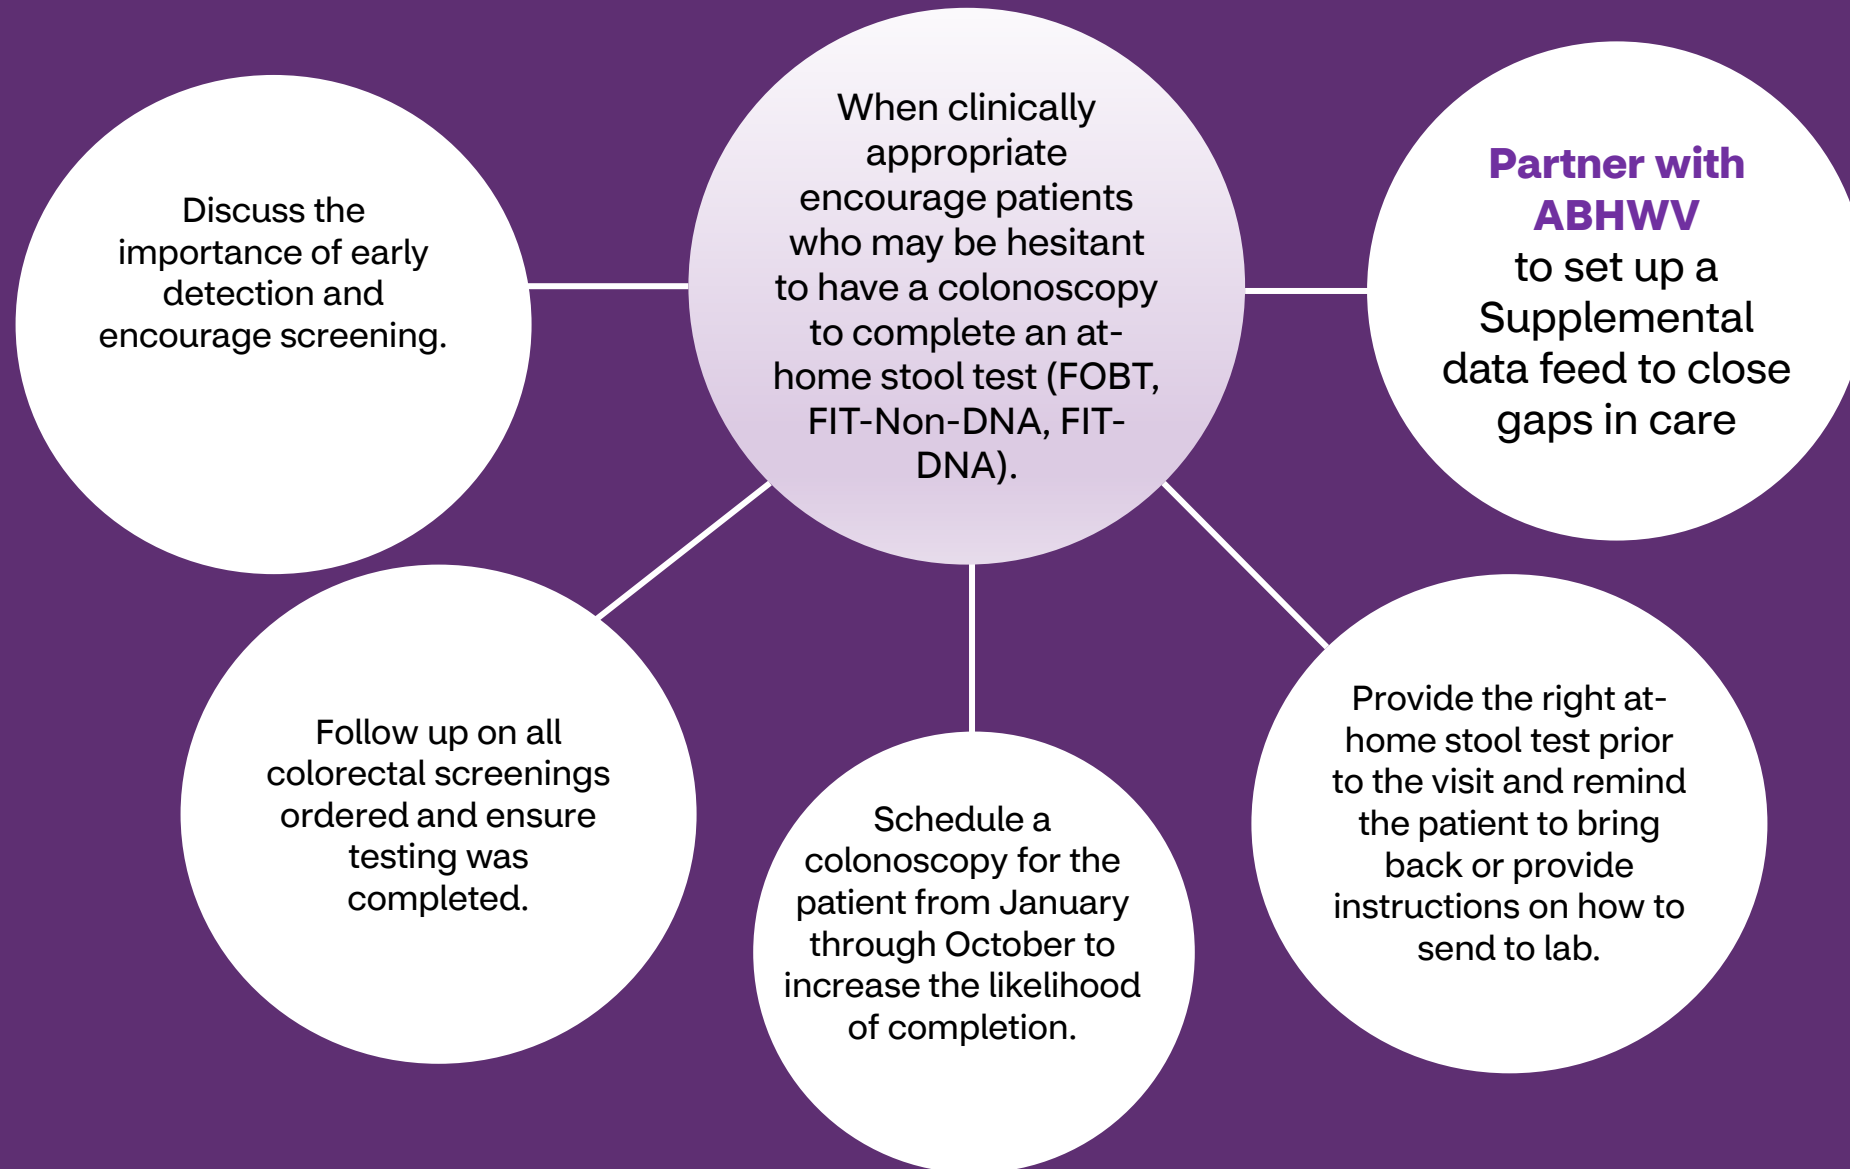 Discuss the
importance of early
detection and
encourage screening.
When clinically
appropriate
encourage patients
who may be hesitant
to have a colonoscopy
to complete an at-
home stool test (FOBT,
FIT-Non-DNA, FIT-
DNA).
Partner with
ABHWV
to set up a
Supplemental
data feed to close
gaps in care
Follow up on all
colorectal screenings
ordered and ensure
testing was
completed.
Schedule a
colonoscopy for the
patient from January
through October to
increase the likelihood
of completion.
Provide the right at-
home stool test prior
to the visit and remind
the patient to bring
back or provide
instructions on how to
send to lab.